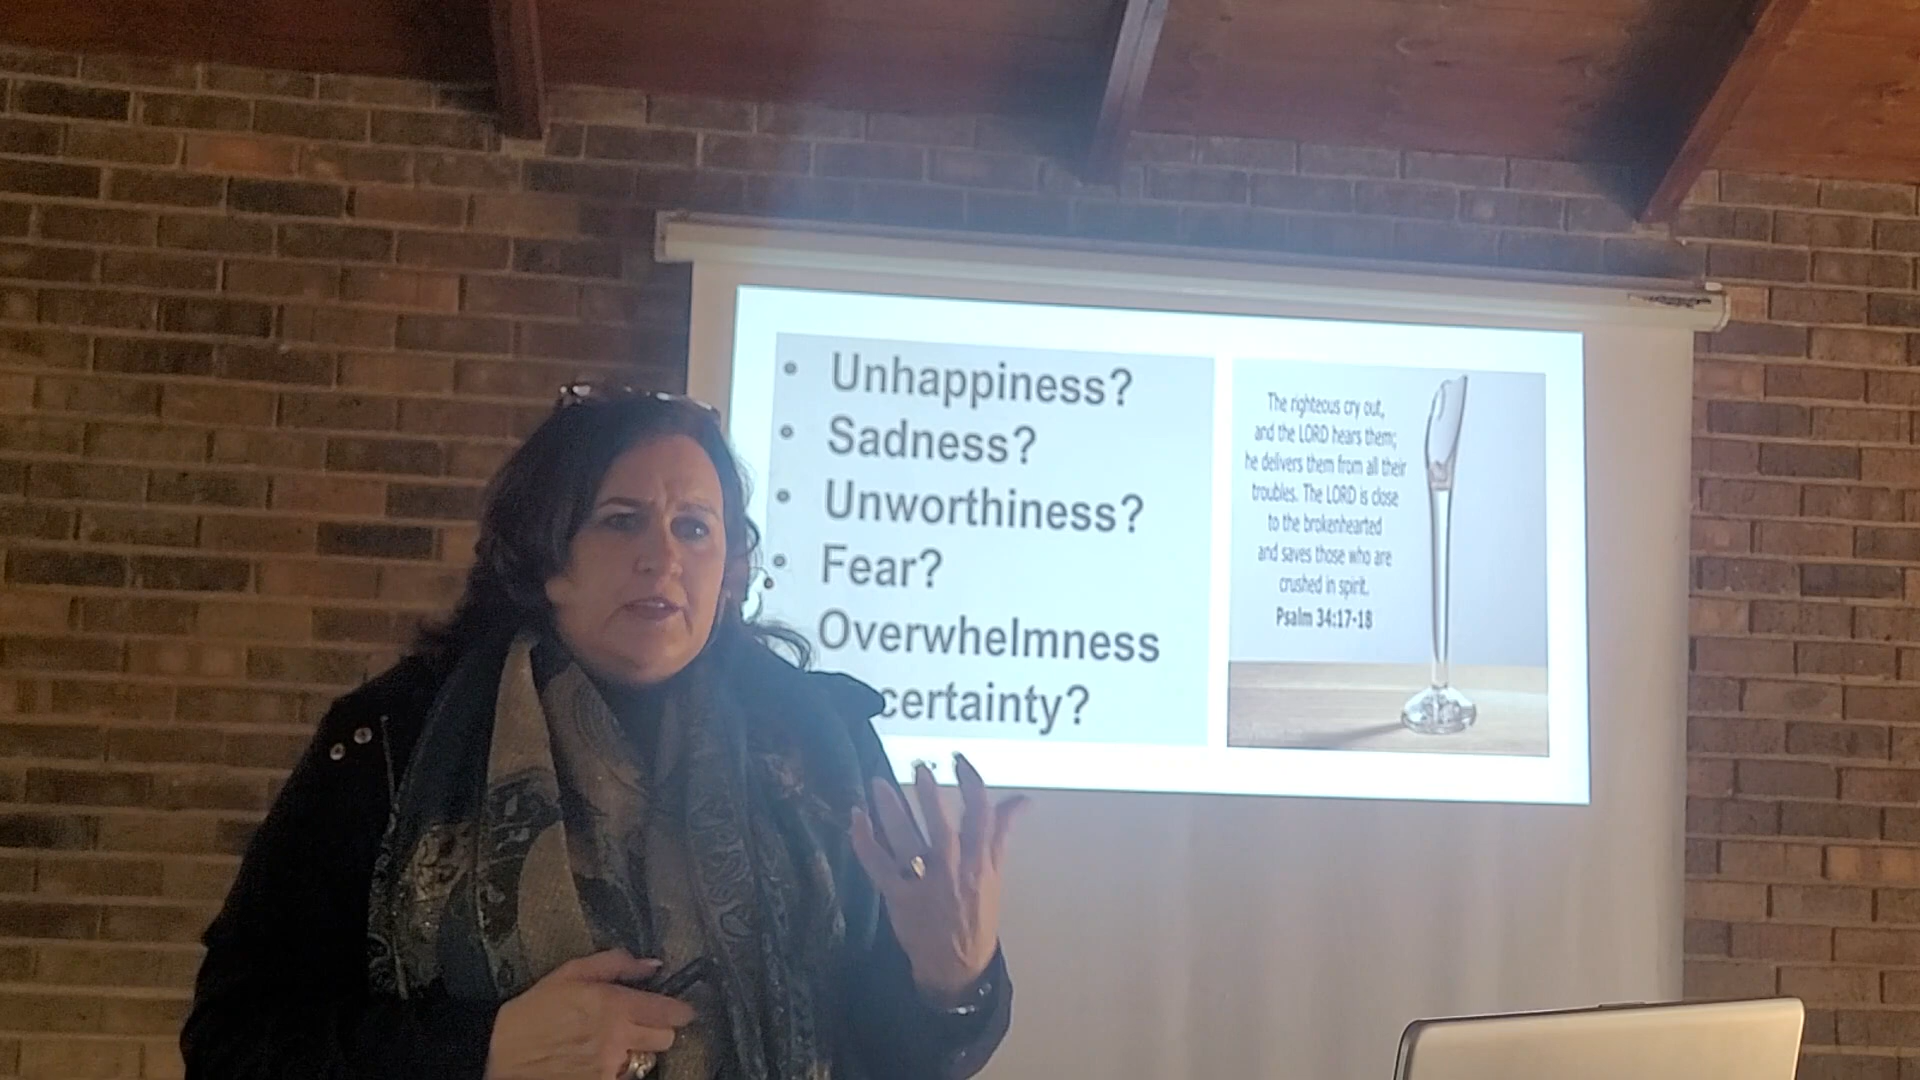 Unhappiness?
Sadness?
Unworthiness?
Fear?
Overwhelmness
certainty?
The righteous cry out,
and the LORD hears them;
he delivers them from all their
troubles. The LORD is close
to the brokenhearted
and saves those who are
crushed in spirit.
Psalm 34:17-18